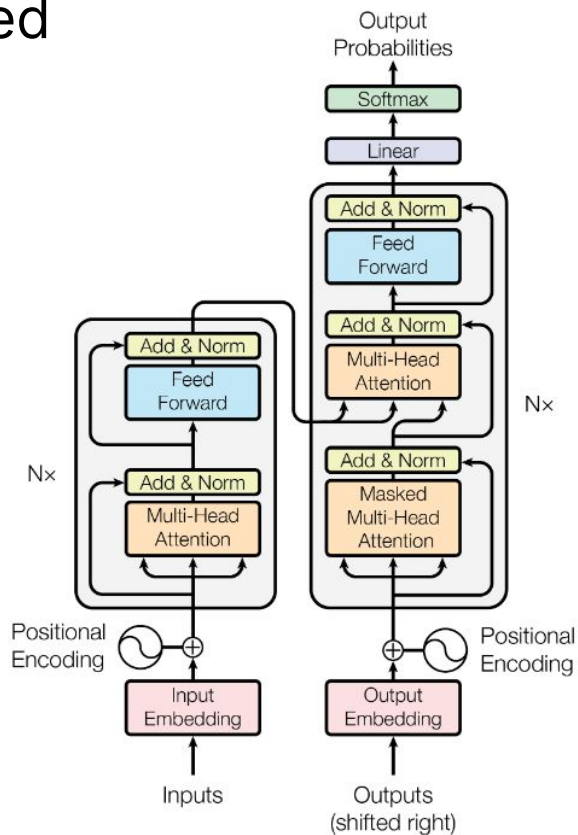 ed
Output
Probabilities
Softmax
Linear
Add & Norm
Feed
Forward
Add & Norm
Multi-Head
Attention
Add & Norm
Masked
Multi-Head
Attention
N×
Add & Norm
Feed
Forward
Add & Norm
Multi-Head
Attention
N×
Positional
Encoding
Positional
Encoding
Input
Embedding
Output
Embedding
Inputs
Outputs
(shifted right)